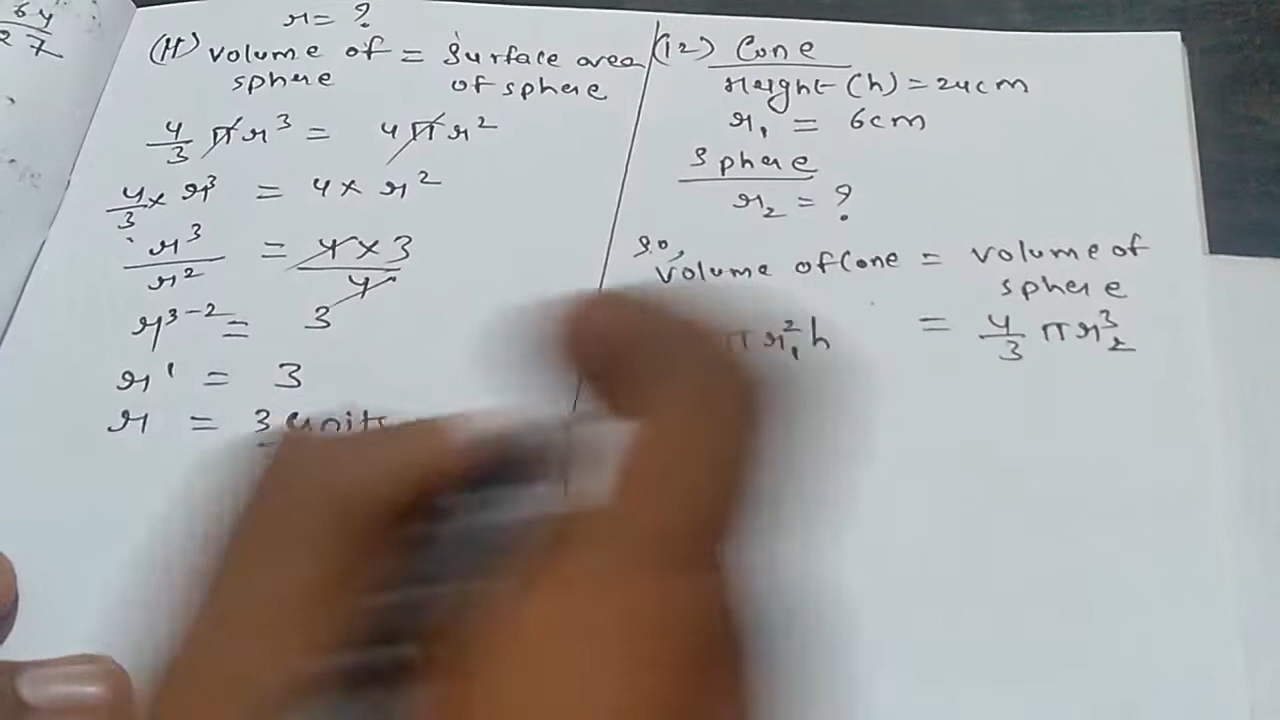 64
27
r = ?
(11) volume of = Surface area
sphere of sphere
4/3 πr³ = 4πr²
4/3 × r³ = 4 × r²
r³/r² = 4×3/4
r³⁻² = 3
r¹ = 3
r = 3 units
(12) Cone
Height (h) = 24cm
r₁ = 6cm
Sphere
r₂ = ?
So,
volume of Cone = volume of
sphere
πr₁²h = 4/3 πr₂³